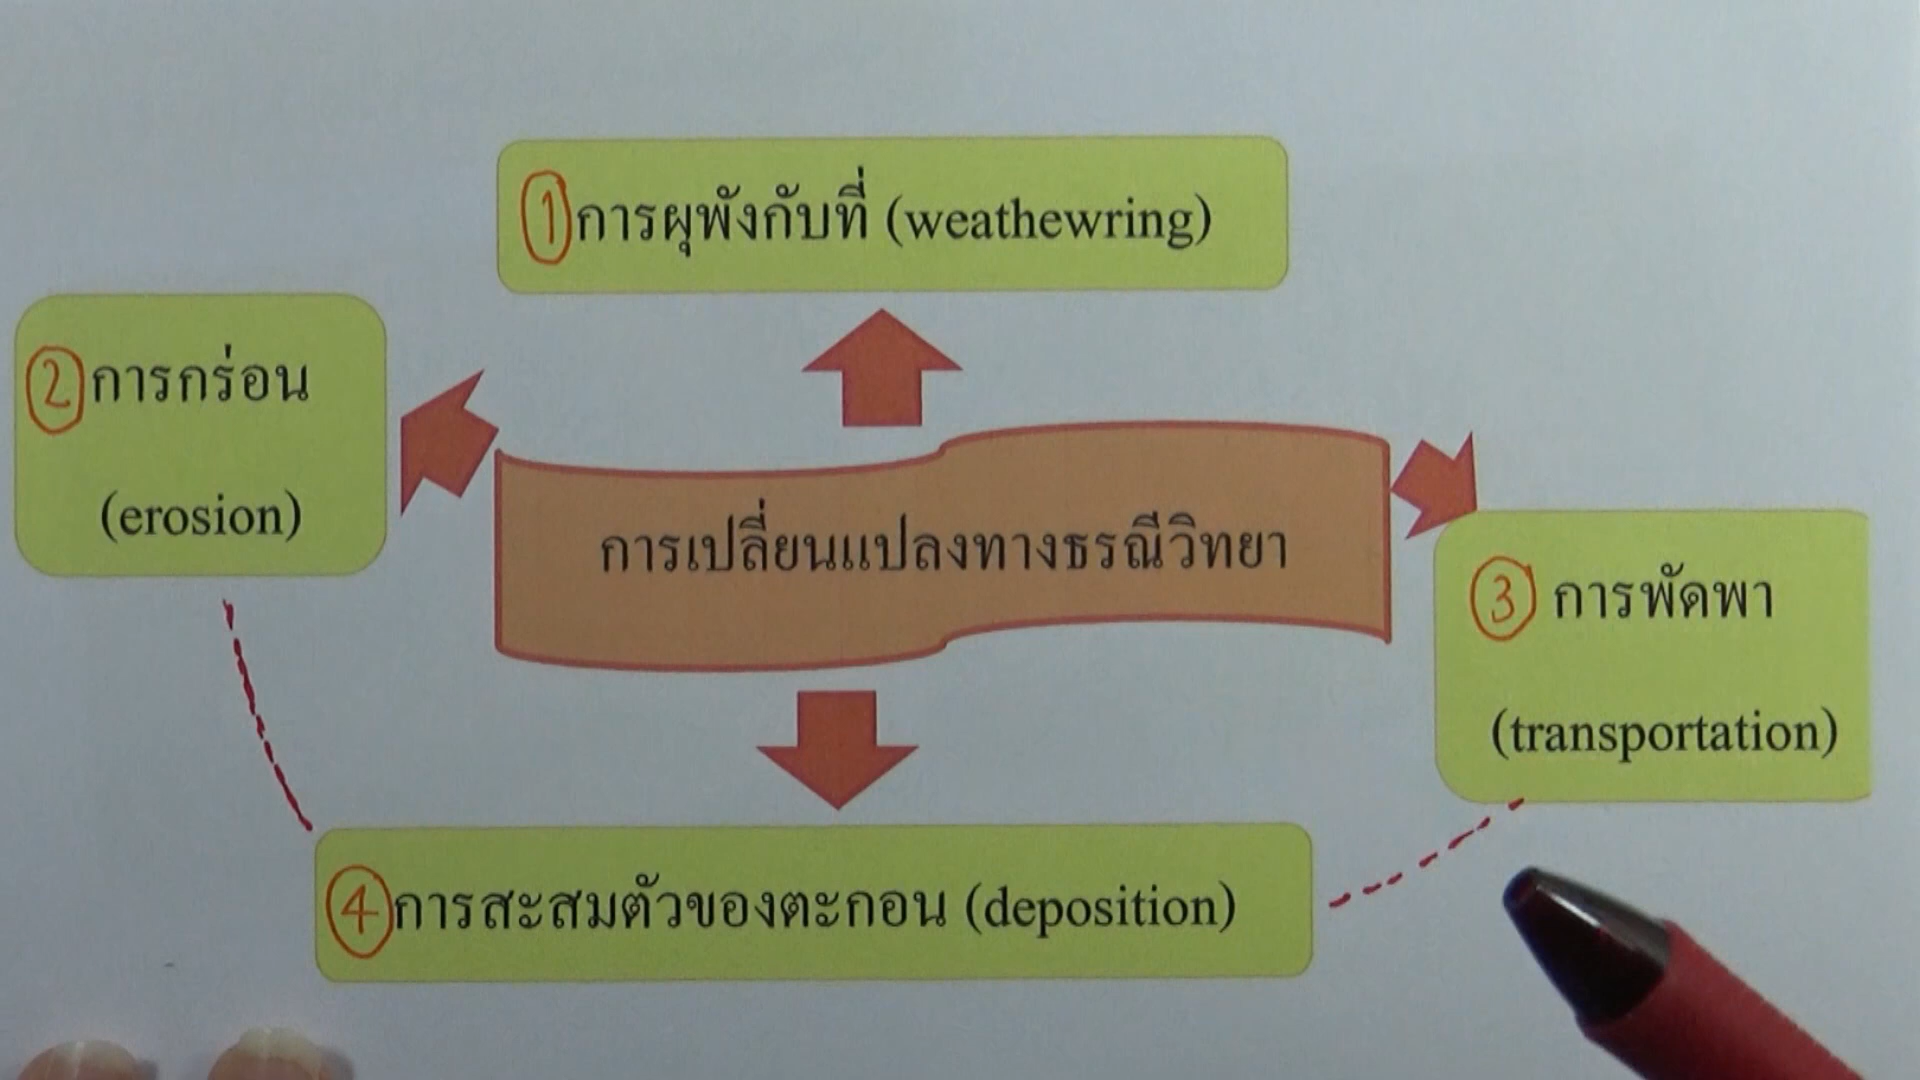 ① การผุพังกับที่ (weathewring)
② การกร่อน
(erosion)
การเปลี่ยนแปลงทางธรณีวิทยา
③ การพัดพา
(transportation)
④ การสะสมตัวของตะกอน (deposition)